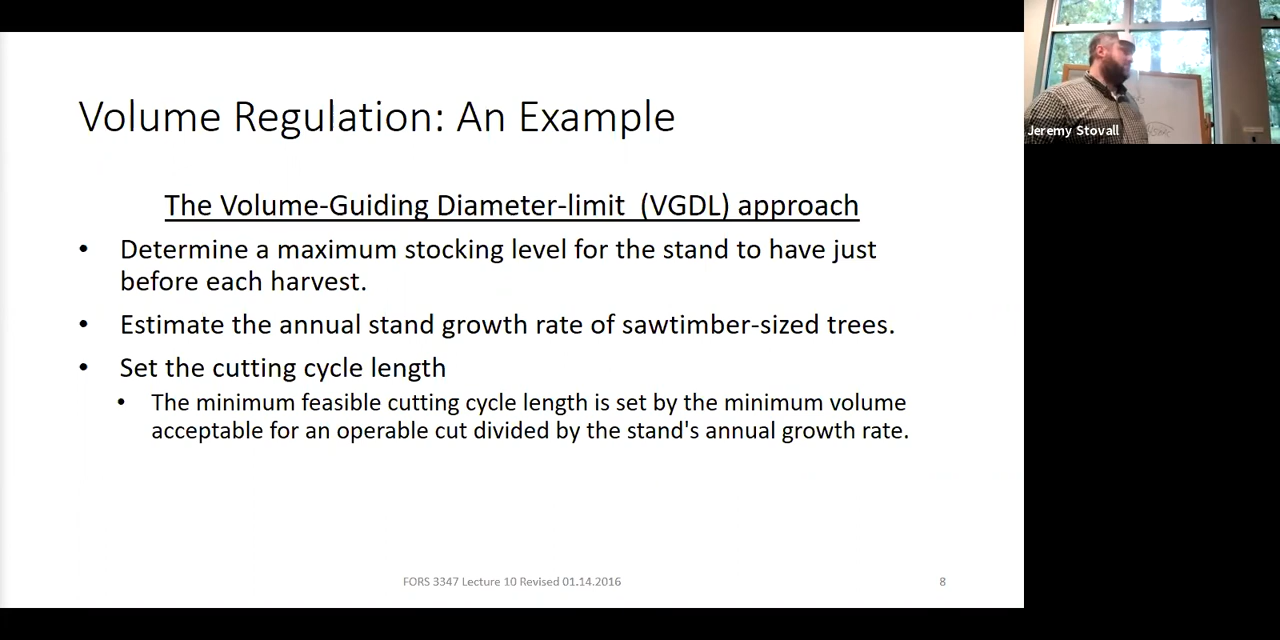 Volume Regulation: An Example
The Volume-Guiding Diameter-limit (VGDL) approach
• Determine a maximum stocking level for the stand to have just
before each harvest.
• Estimate the annual stand growth rate of sawtimber-sized trees.
• Set the cutting cycle length
• The minimum feasible cutting cycle length is set by the minimum volume
acceptable for an operable cut divided by the stand's annual growth rate.
FORS 3347 Lecture 10 Revised 01.14.2016
8
Jeremy Stovall